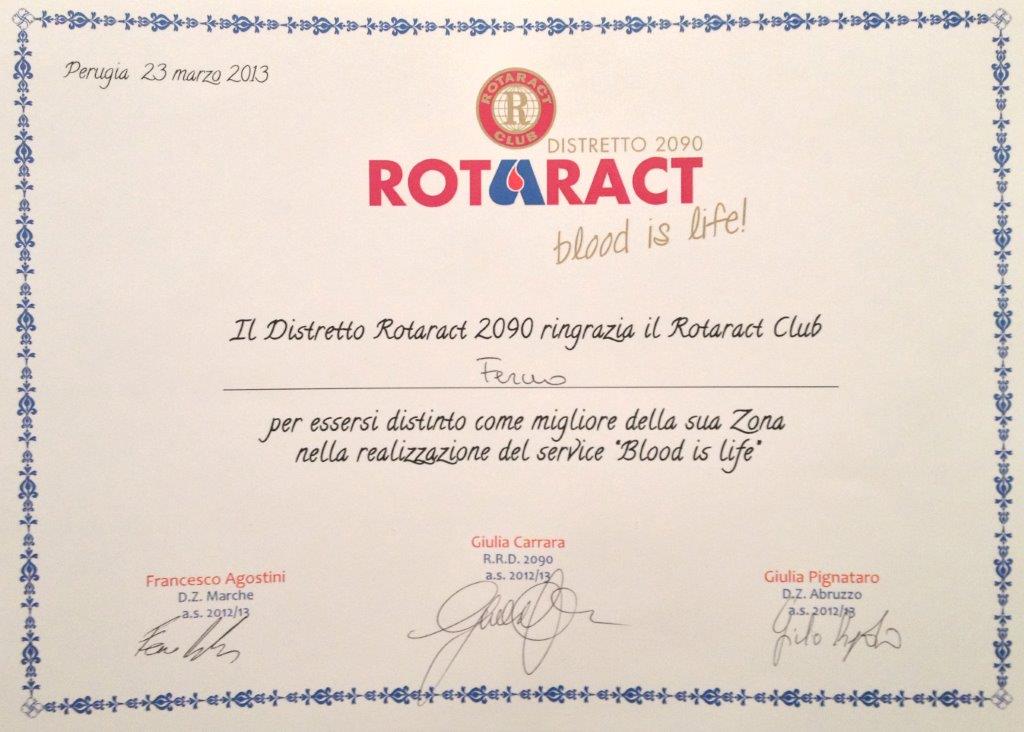 Perugia 23 marzo 2013
ROTARACT
R
CLUB
DISTRETTO 2090
ROTARACT
blood is life!
Il Distretto Rotaract 2090 ringrazia il Rotaract Club
Fermo
per essersi distinto come migliore della sua Zona
nella realizzazione del service "Blood is life"
Giulia Carrara
R.R.D. 2090
a.s. 2012/13
Francesco Agostini
D.Z. Marche
a.s. 2012/13
Giulia Pignataro
D.Z. Abruzzo
a.s. 2012/13